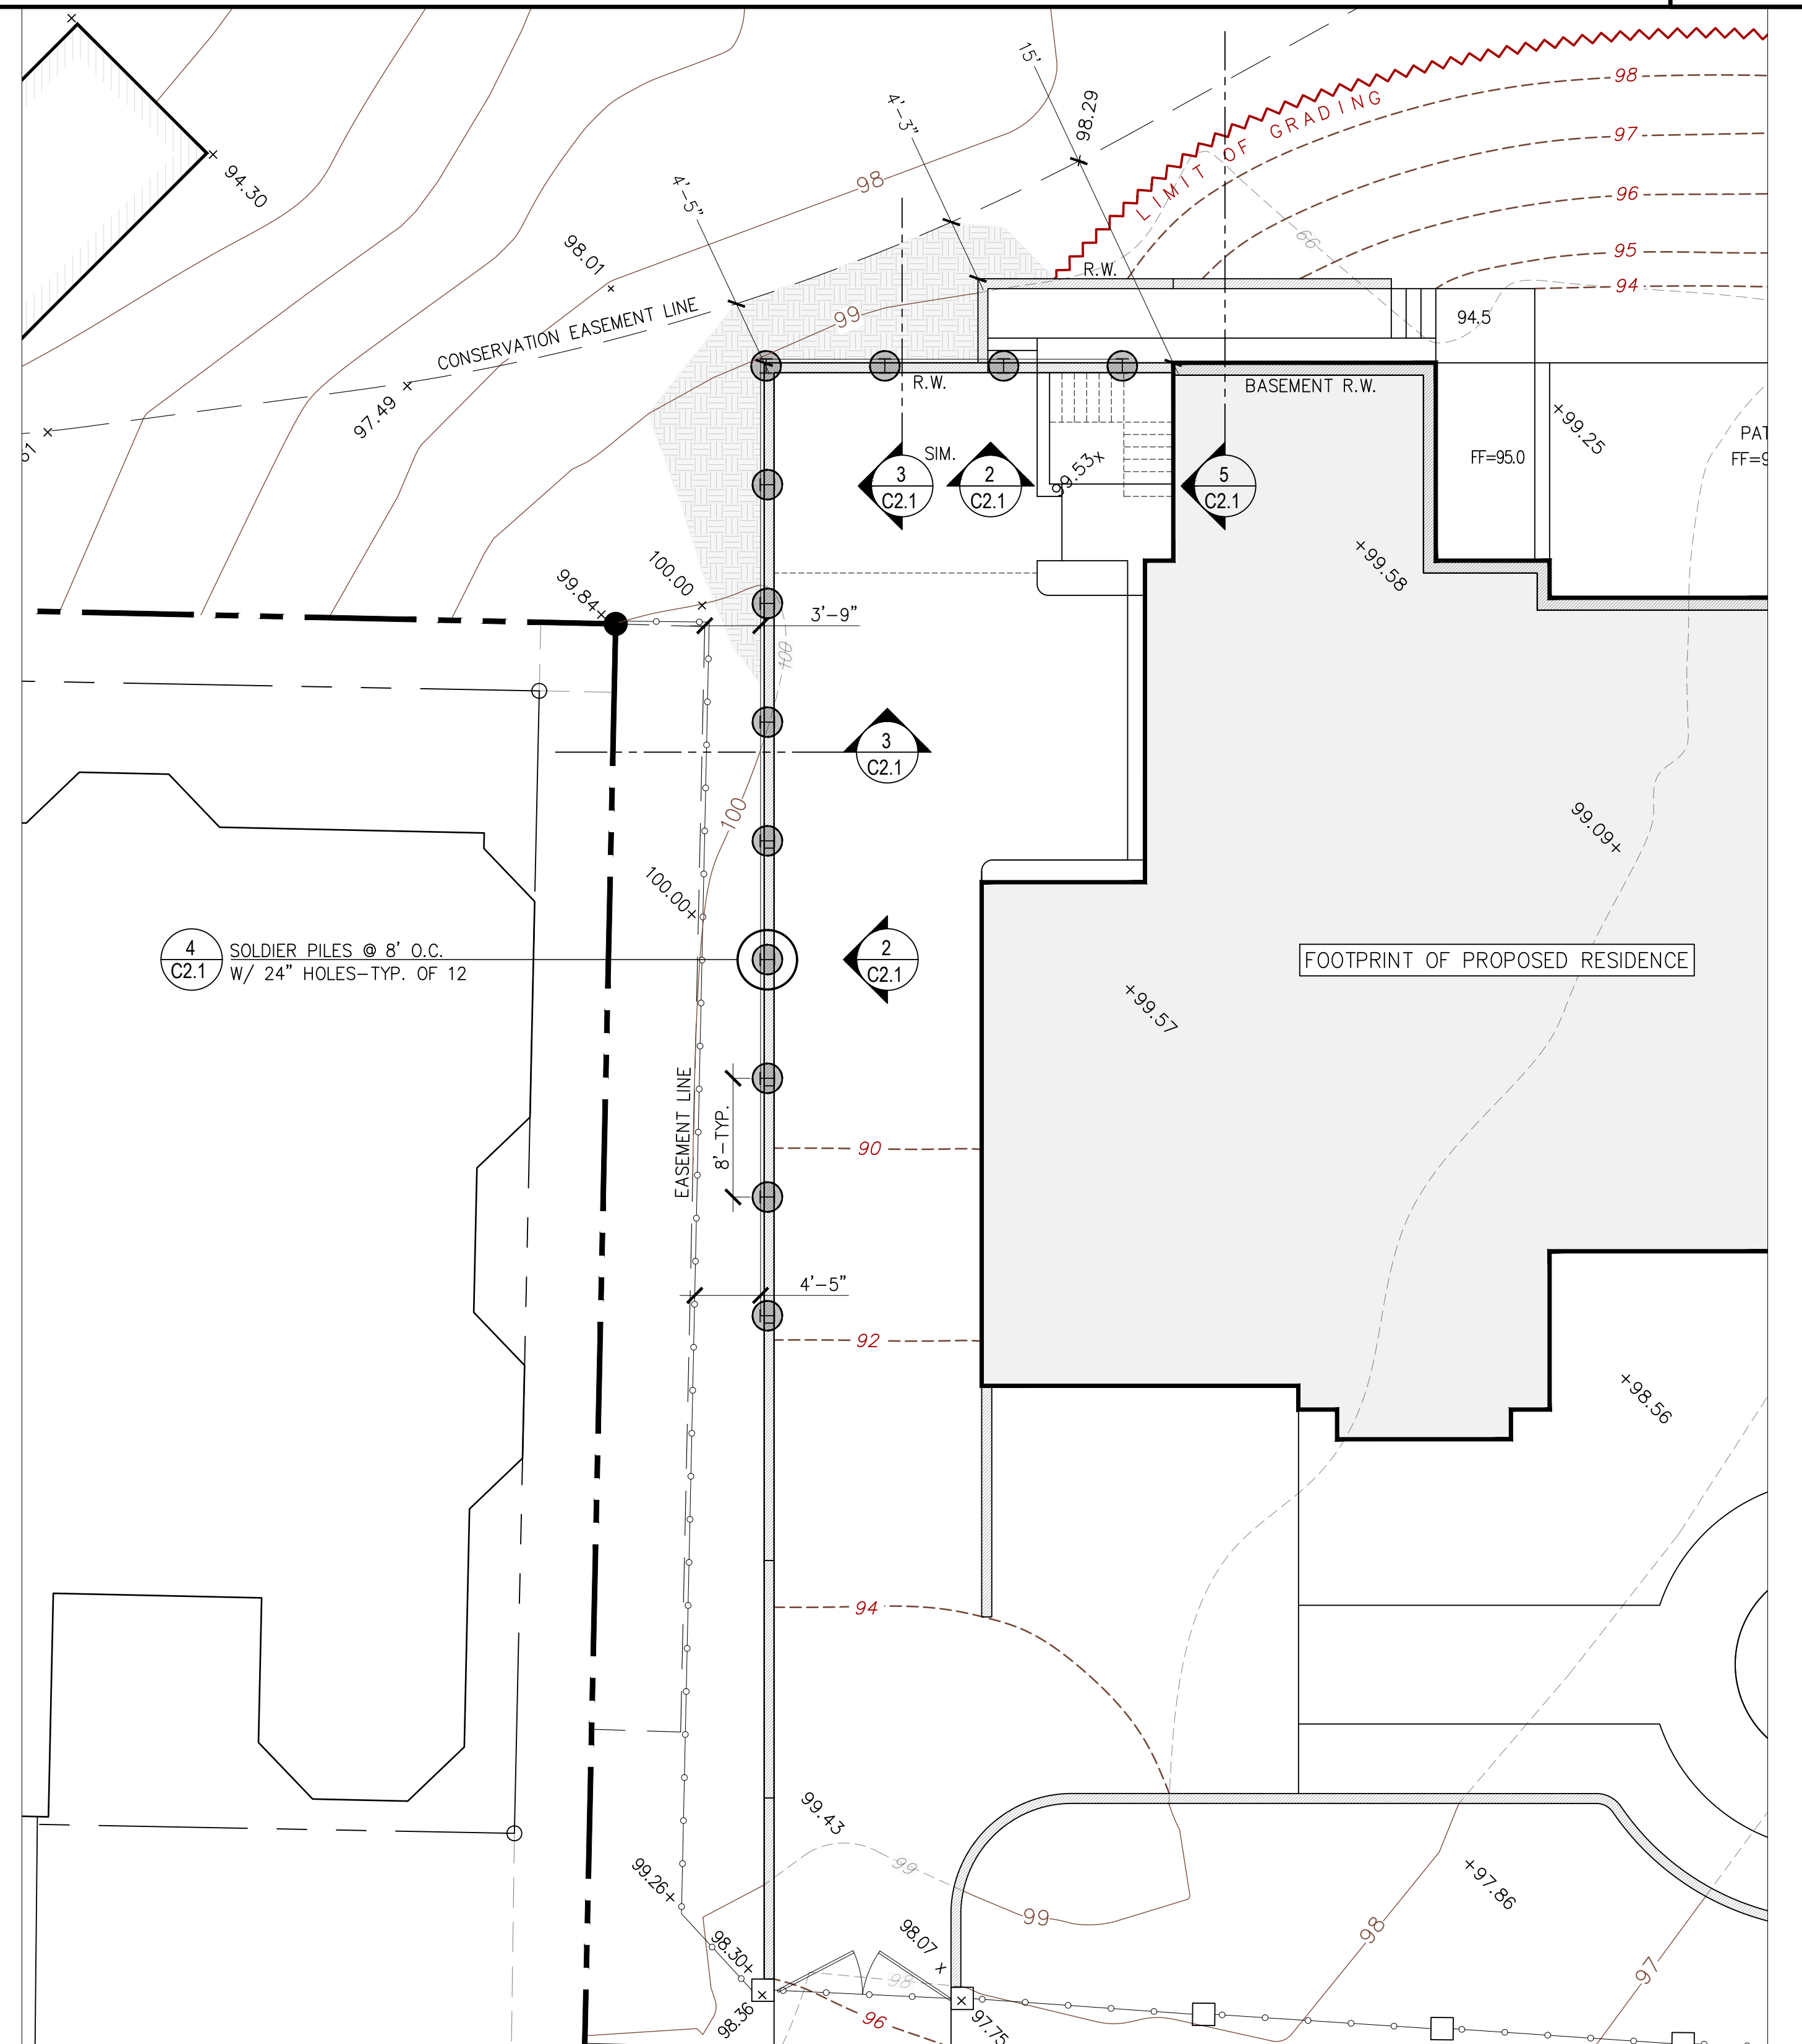 15'
98
98.29
97
4'-3"
LIMIT OF GRADING
94.30
98
96
4'-5"
66
95
98.01
R.W.
94
CONSERVATION EASEMENT LINE
99
94.5
R.W.
BASEMENT R.W.
97.49
+99.25
SIM.
FF=95.0
3
C2.1
2
C2.1
99.53x
5
C2.1
+99.58
99.84+
100.00 +
3'-9"
100
3
C2.1
100
99.09+
100.00+
4
C2.1
SOLDIER PILES @ 8' O.C.
W/ 24" HOLES-TYP. OF 12
2
C2.1
FOOTPRINT OF PROPOSED RESIDENCE
+99.57
EASEMENT LINE
8'-TYP.
90
4'-5"
92
+98.56
94
99.43
99
99.26+
+97.86
99
98
98.30+
98.07 x
98
97
98.36
96
97.75